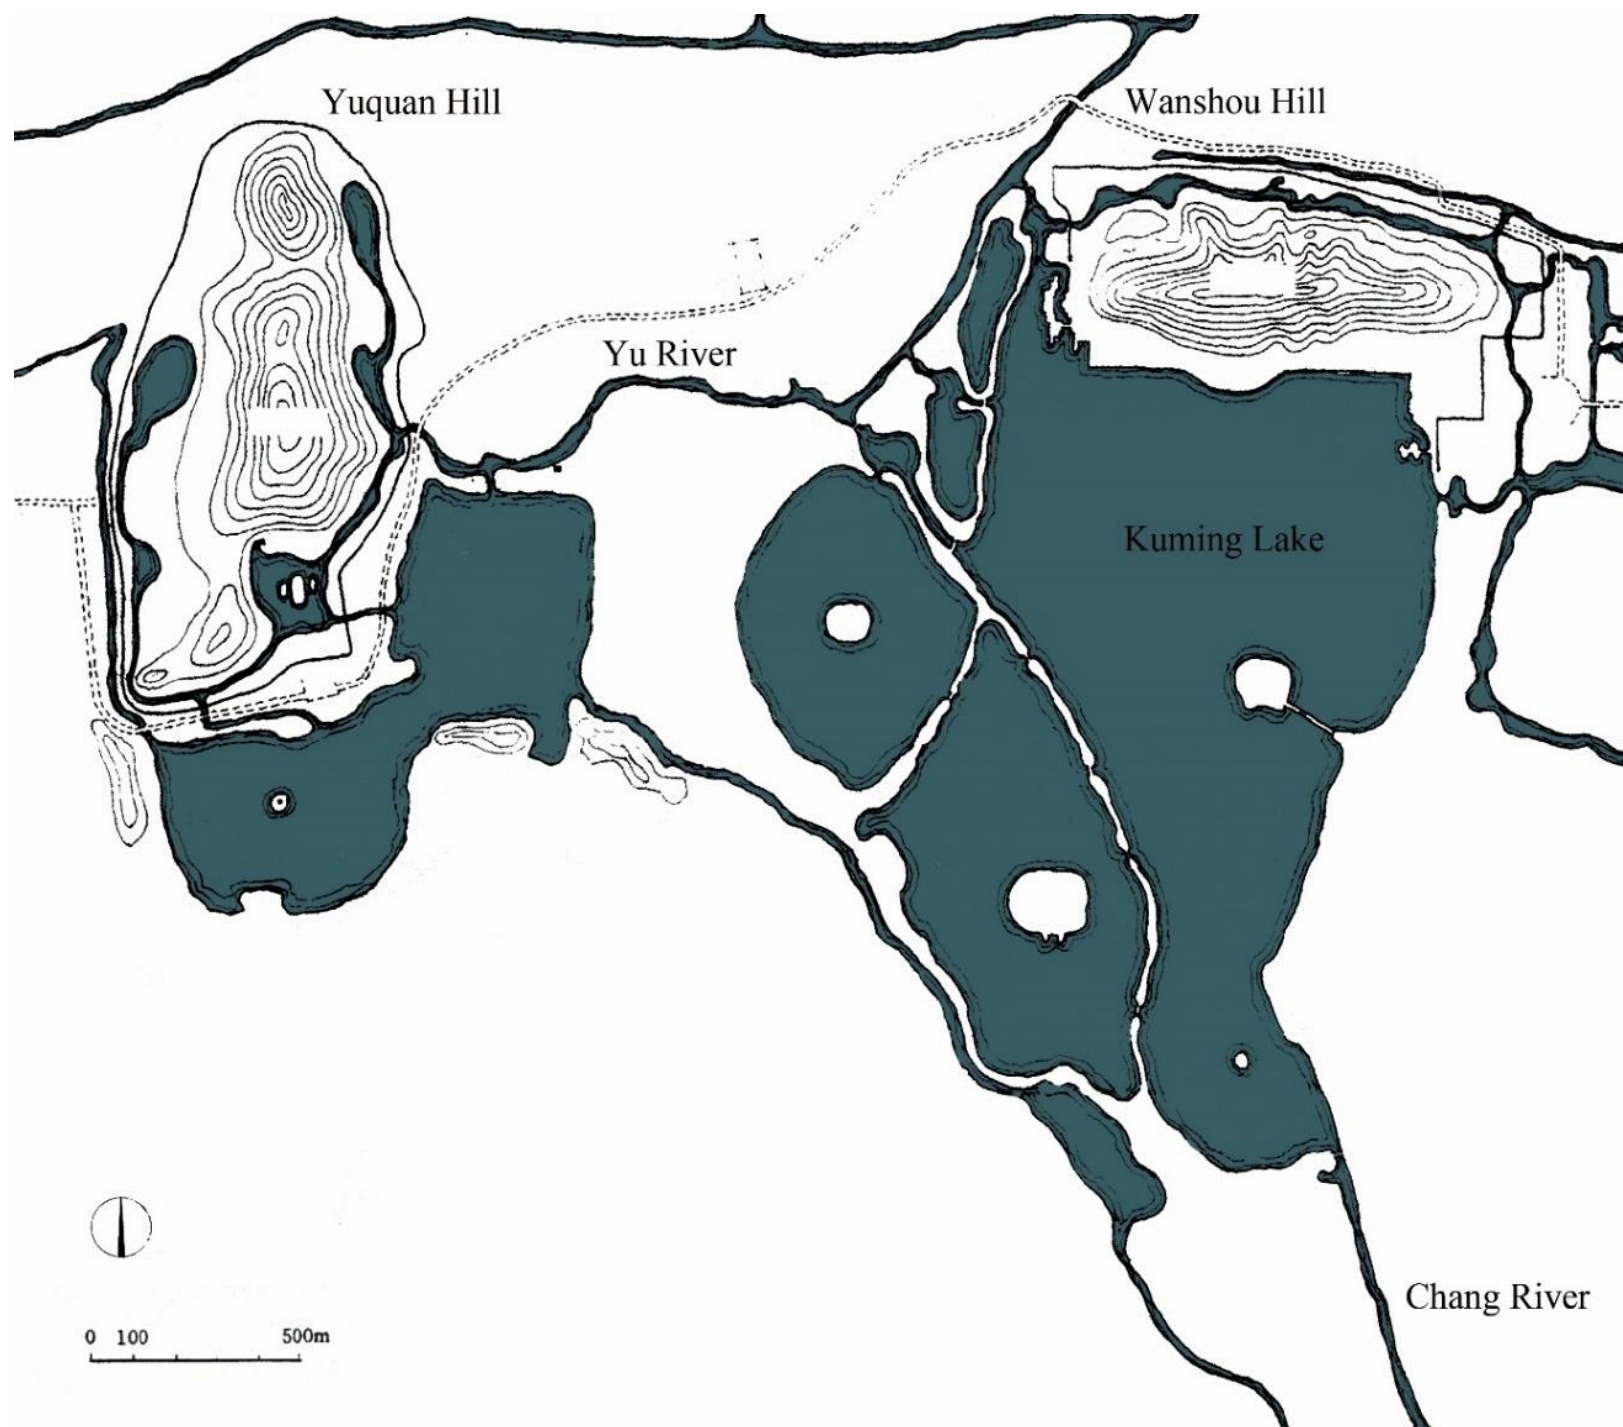 Yuquan Hill
Wanshou Hill
Yu River
Kuming Lake
Chang River
0 100 500m